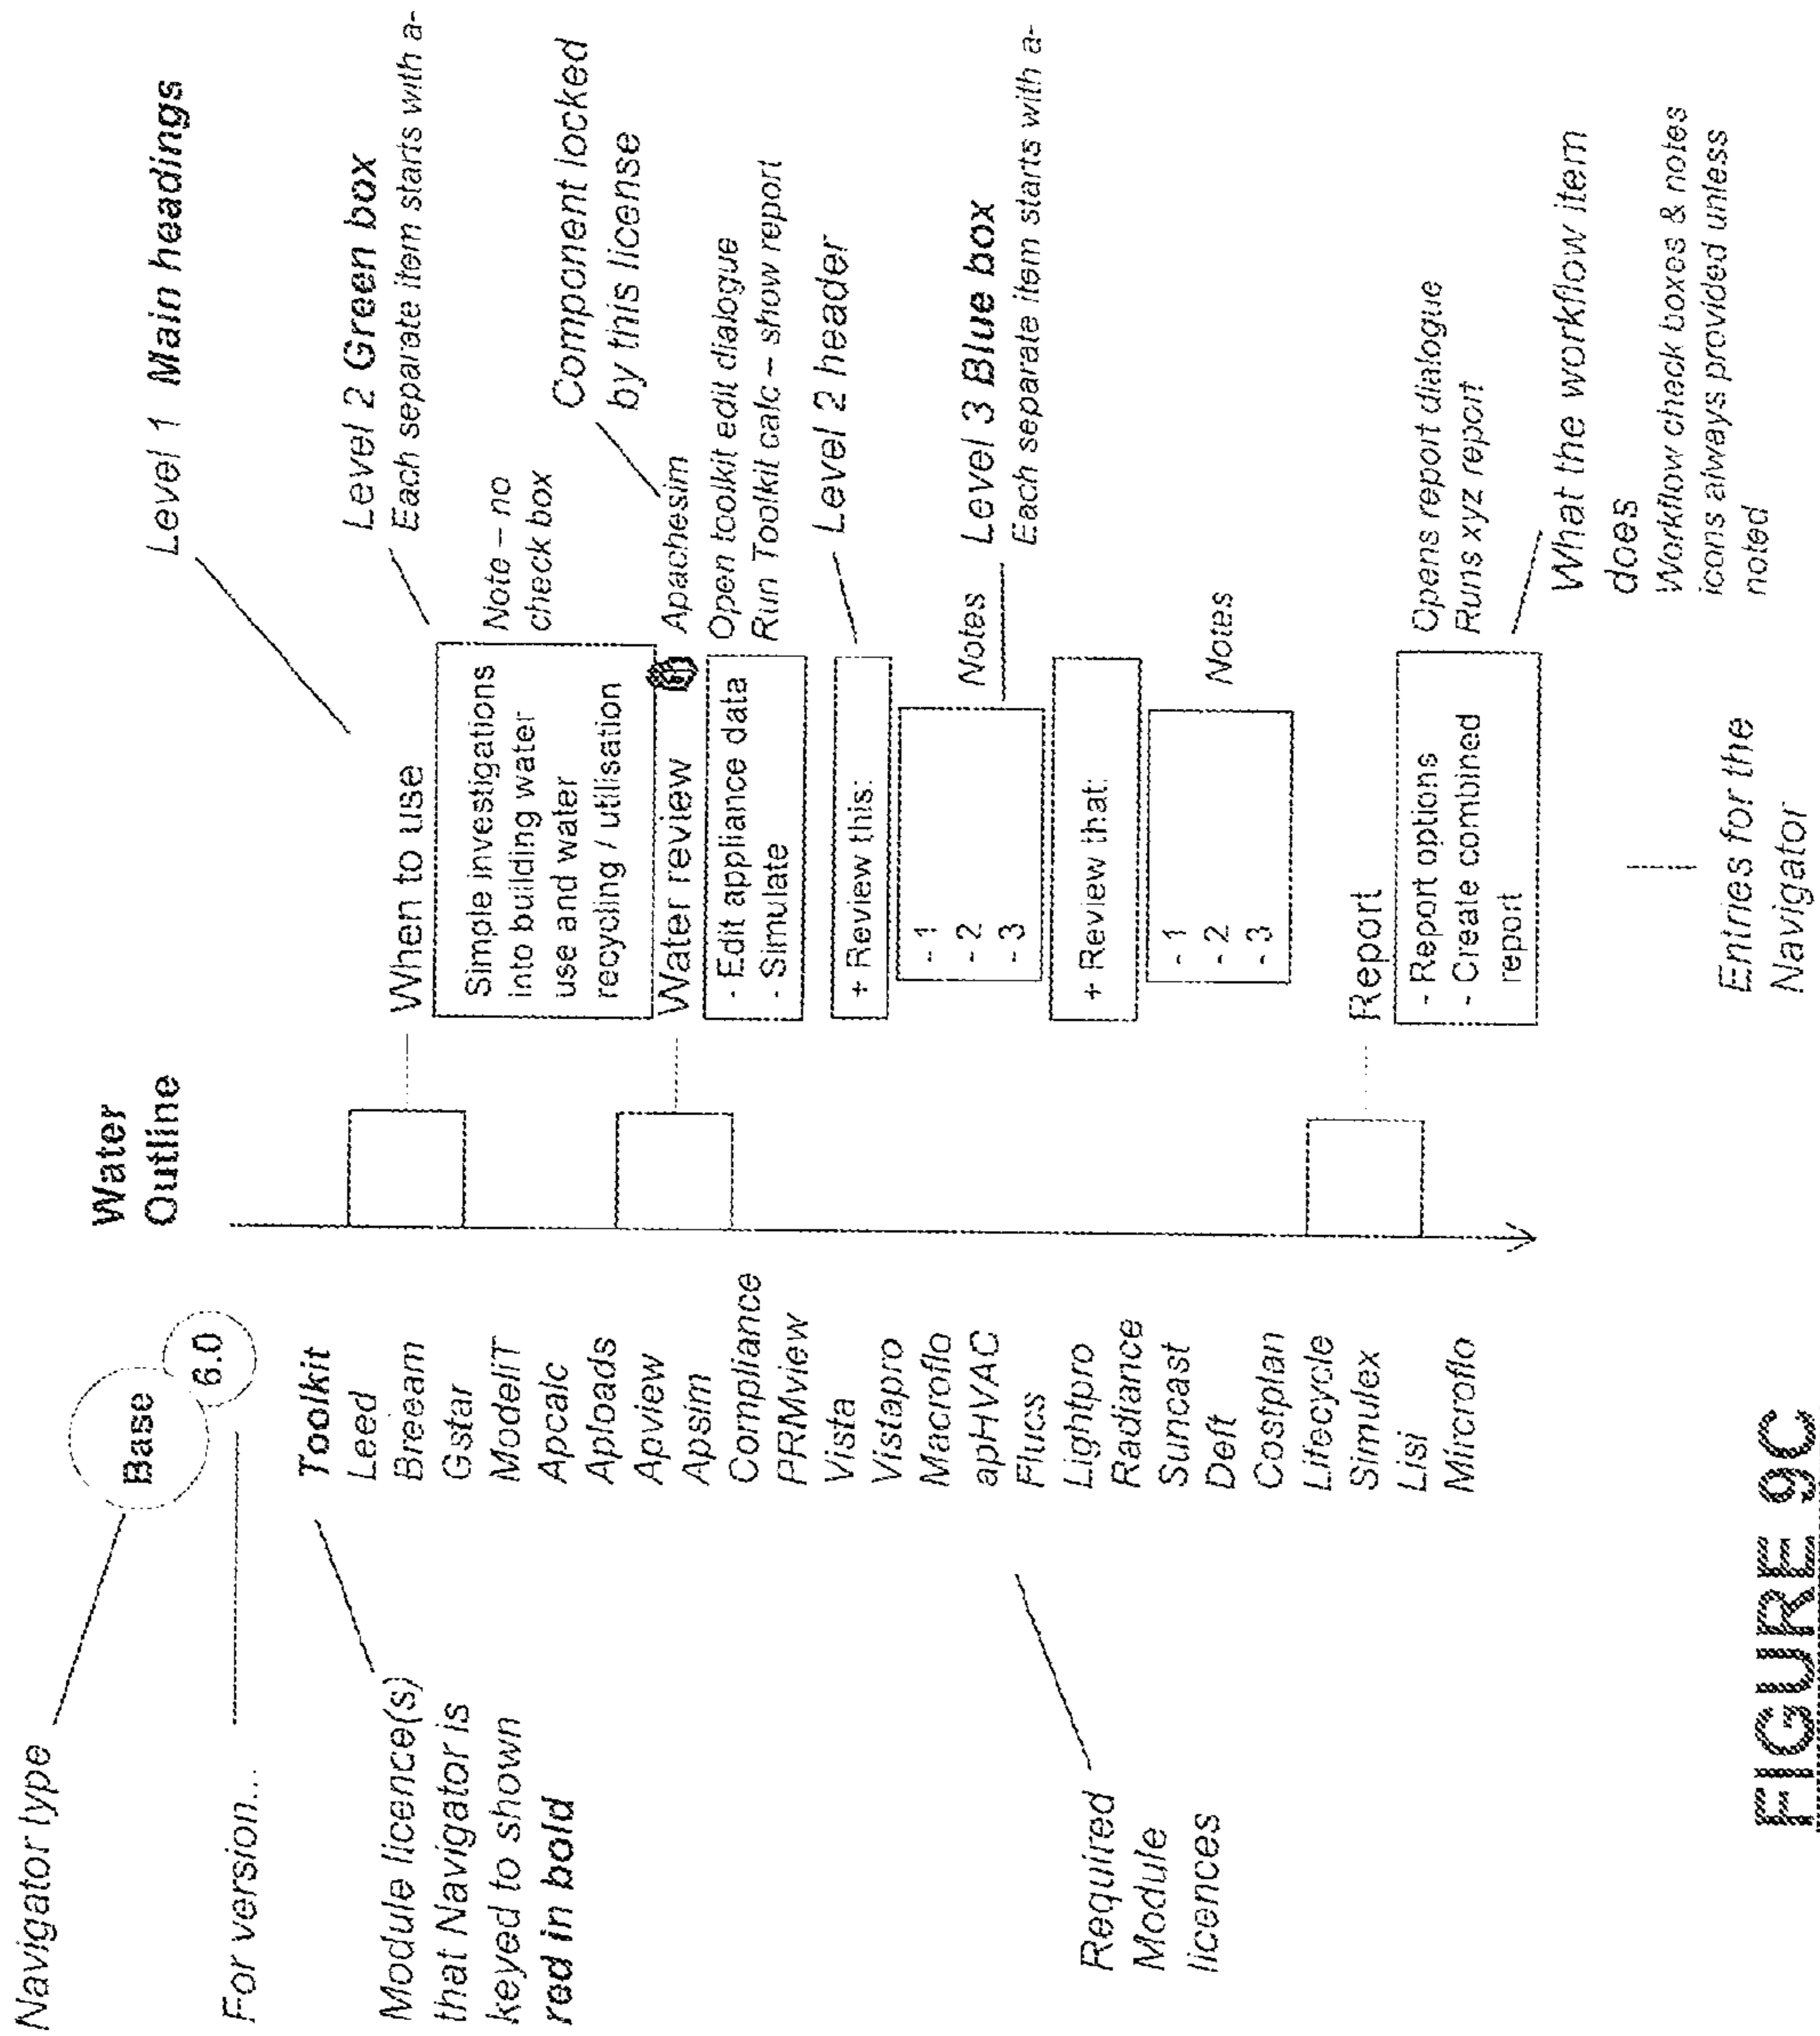 Navigator type
Base
6.0
For version...
Module licence(s)
that Navigator is
keyed to shown
red in bold
Required
Module
licences
Toolkit
Leed
Breeam
Gstar
ModelIT
Apcalc
Aploads
Apview
Apsim
Compliance
PRMview
Vista
Vistapro
Macroflo
apHVAC
Flucs
Lightpro
Radiance
Suncast
Deft
Costplan
Lifecycle
Simulex
Lisi
Mircroflo
Water
Outline
When to use
Simple investigations
into building water
use and water
recycling / utilisation
Water review
- Edit appliance data
- Simulate
+ Review this:
- 1
- 2
- 3
+ Review that:
- 1
- 2
- 3
Report
- Report options
- Create combined
report
Entries for the
Navigator
Level 1 Main headings
Level 2 Green box
Each separate item starts with a-
Note – no
check box
Component locked
by this license
Apachesim
Open toolkit edit dialogue
Run Toolkit calc – show report
Level 2 header
Notes
Level 3 Blue box
Each separate item starts with a-
Notes
Opens report dialogue
Runs xyz report
What the workflow item
does
Workflow check boxes & notes
icons always provided unless
noted
FIGURE 9C